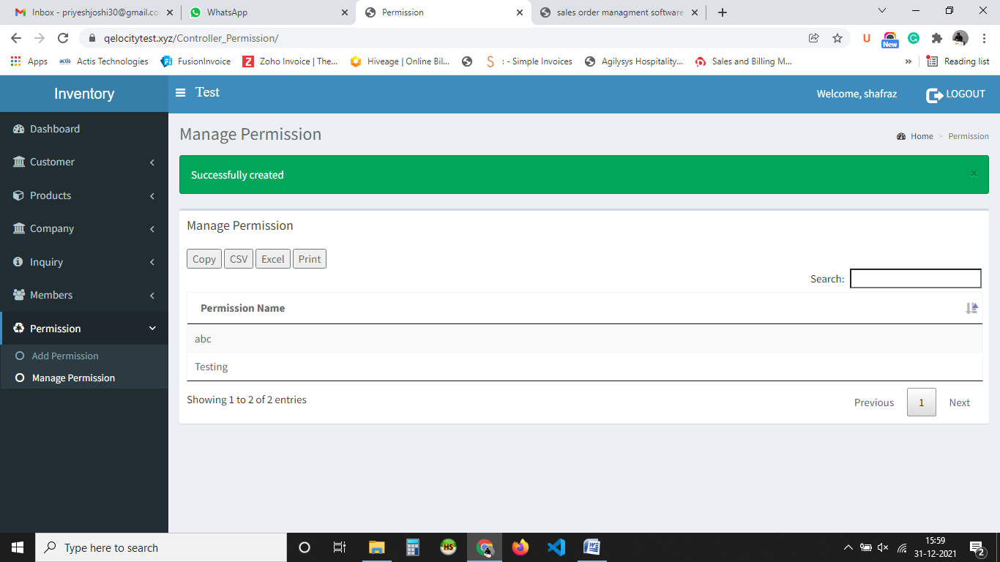 Inbox - priyeshjoshi30@gmail.co
WhatsApp
Permission
sales order managment software
qelocitytest.xyz/Controller_Permission/
U
New
Apps
actis Actis Technologies
FusionInvoice
Z Zoho Invoice | The...
Hiveage | Online Bil...
S : - Simple Invoices
Agilysys Hospitality...
Sales and Billing M...
»
Reading list
Inventory
Test
Welcome, shafraz
LOGOUT
Dashboard
Customer
Products
Company
Inquiry
Members
Permission
Add Permission
Manage Permission
Manage Permission
Home > Permission
Successfully created
×
Manage Permission
Copy CSV Excel Print
Search:
Permission Name
abc
Testing
Showing 1 to 2 of 2 entries
Previous 1 Next
Type here to search
HS
W
15:59
31-12-2021
2